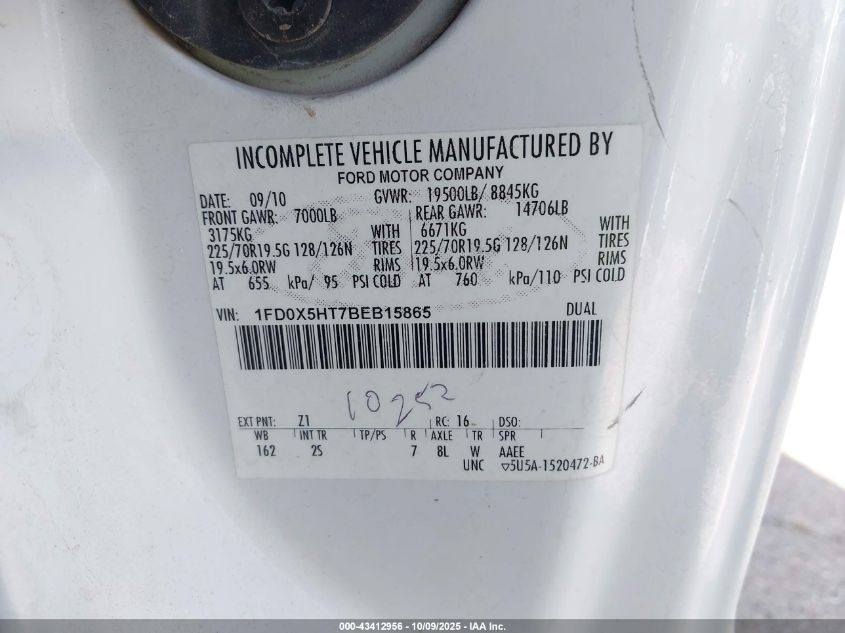 INCOMPLETE VEHICLE MANUFACTURED BY
FORD MOTOR COMPANY
DATE: 09/10 GVWR: 19500LB/ 8845KG
FRONT GAWR: 7000LB REAR GAWR: 14706LB
3175KG WITH 6671KG WITH
225/70R19.5G 128/126N TIRES 225/70R19.5G 128/126N TIRES
19.5x6.0RW RIMS 19.5x6.0RW RIMS
AT 655 kPa/ 95 PSI COLD AT 760 kPa/110 PSI COLD
VIN: 1FD0X5HT7BEB15865 DUAL
10252
EXT PNT: Z1 RC: 16 DSO:
WB INT TR TP/PS R AXLE TR SPR
162 2S 7 8L W AAEE
UNC ▽5U5A-1520472-BA
000-43412956 - 10/09/2025 - IAA Inc.